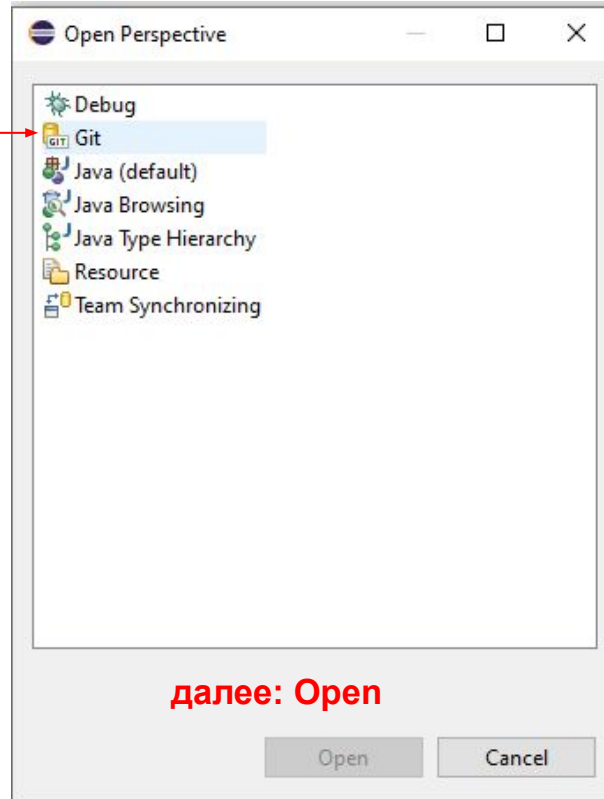 Open Perspective
Debug
GIT Git
Java (default)
Java Browsing
Java Type Hierarchy
Resource
Team Synchronizing
далее: Open
Open Cancel